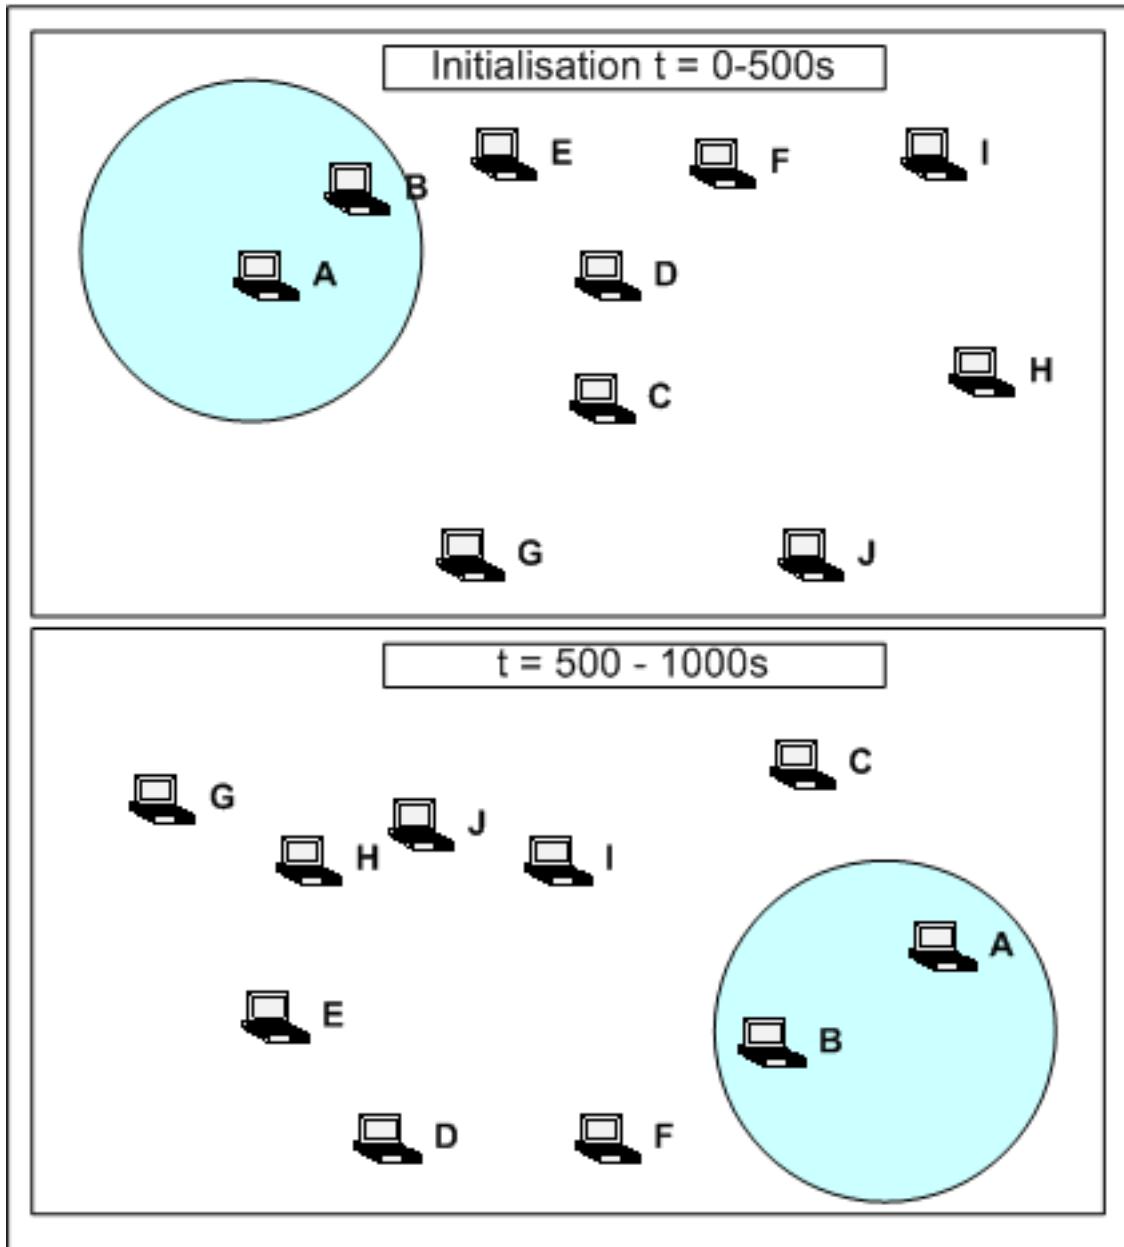 Initialisation t = 0-500s
E
F
I
B
A
D
H
C
G
J
t = 500 - 1000s
C
G
J
H
I
A
E
B
D
F